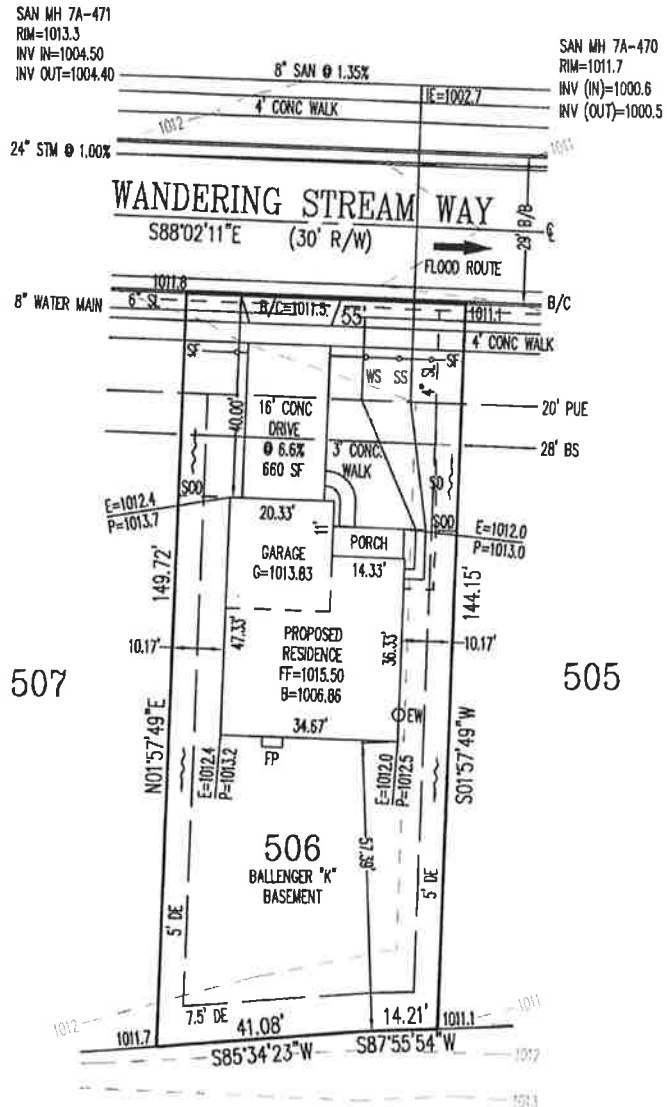 SAN MH 7A-471
RIM=1013.3
INV IN=1004.50
INV OUT=1004.40
SAN MH 7A-470
RIM=1011.7
INV (IN)=1000.6
INV (OUT)=1000.5
8" SAN @ 1.35%
IE=1002.7
4' CONC WALK
1012
1011
24" STM @ 1.00%
WANDERING STREAM WAY
S88°02'11"E
(30' R/W)
FLOOD ROUTE
29' B/B
1011.8
8" WATER MAIN
6" SL
B/C=1011.5
55'
1011.1
B/C
4' CONC WALK
SF
WS
SS
4" SL
SF
40.00'
16' CONC
DRIVE
@ 6.6%
660 SF
3' CONC.
WALK
20' PUE
28' BS
SOD
SD
SOD
E=1012.4
P=1013.7
E=1012.0
P=1013.0
20.33'
11'
PORCH
14.33'
GARAGE
G=1013.83
149.72'
144.15'
10.17'
47.33'
PROPOSED
RESIDENCE
FF=1015.50
B=1006.86
36.33'
10.17'
507
505
N01°57'49"E
S01°57'49"W
EW
34.67'
FP
E=1012.4
P=1013.2
E=1012.0
P=1012.5
506
BALLENGER "K"
BASEMENT
57.39'
5' DE
5' DE
7.5' DE
1012
1011
1011.7
41.08'
14.21'
1011.1
S85°34'23"W
S87°55'54"W
1012
1013